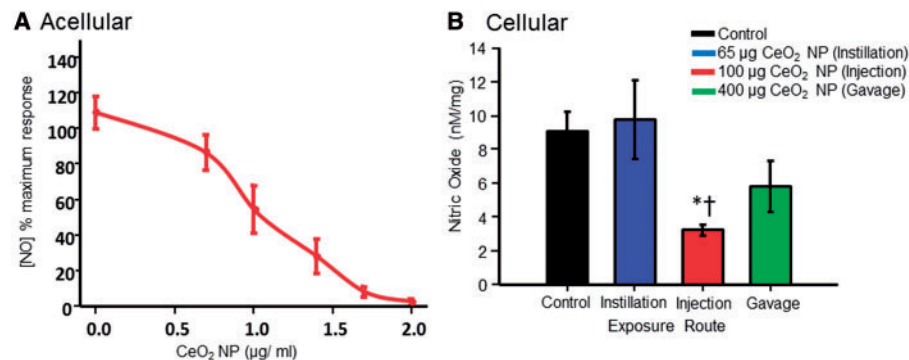 A Acellular
[NO] % maximum response
140
120
100
80
60
40
20
0
0.0 0.5 1.0 1.5 2.0
CeO₂ NP (µg/ ml)
B Cellular
Control
65 µg CeO₂ NP (Instillation)
100 µg CeO₂ NP (Injection)
400 µg CeO₂ NP (Gavage)
Nitric Oxide (nM/mg)
14
12
10
8
6
4
2
0
*†
Control Instillation Injection Gavage
Exposure Route